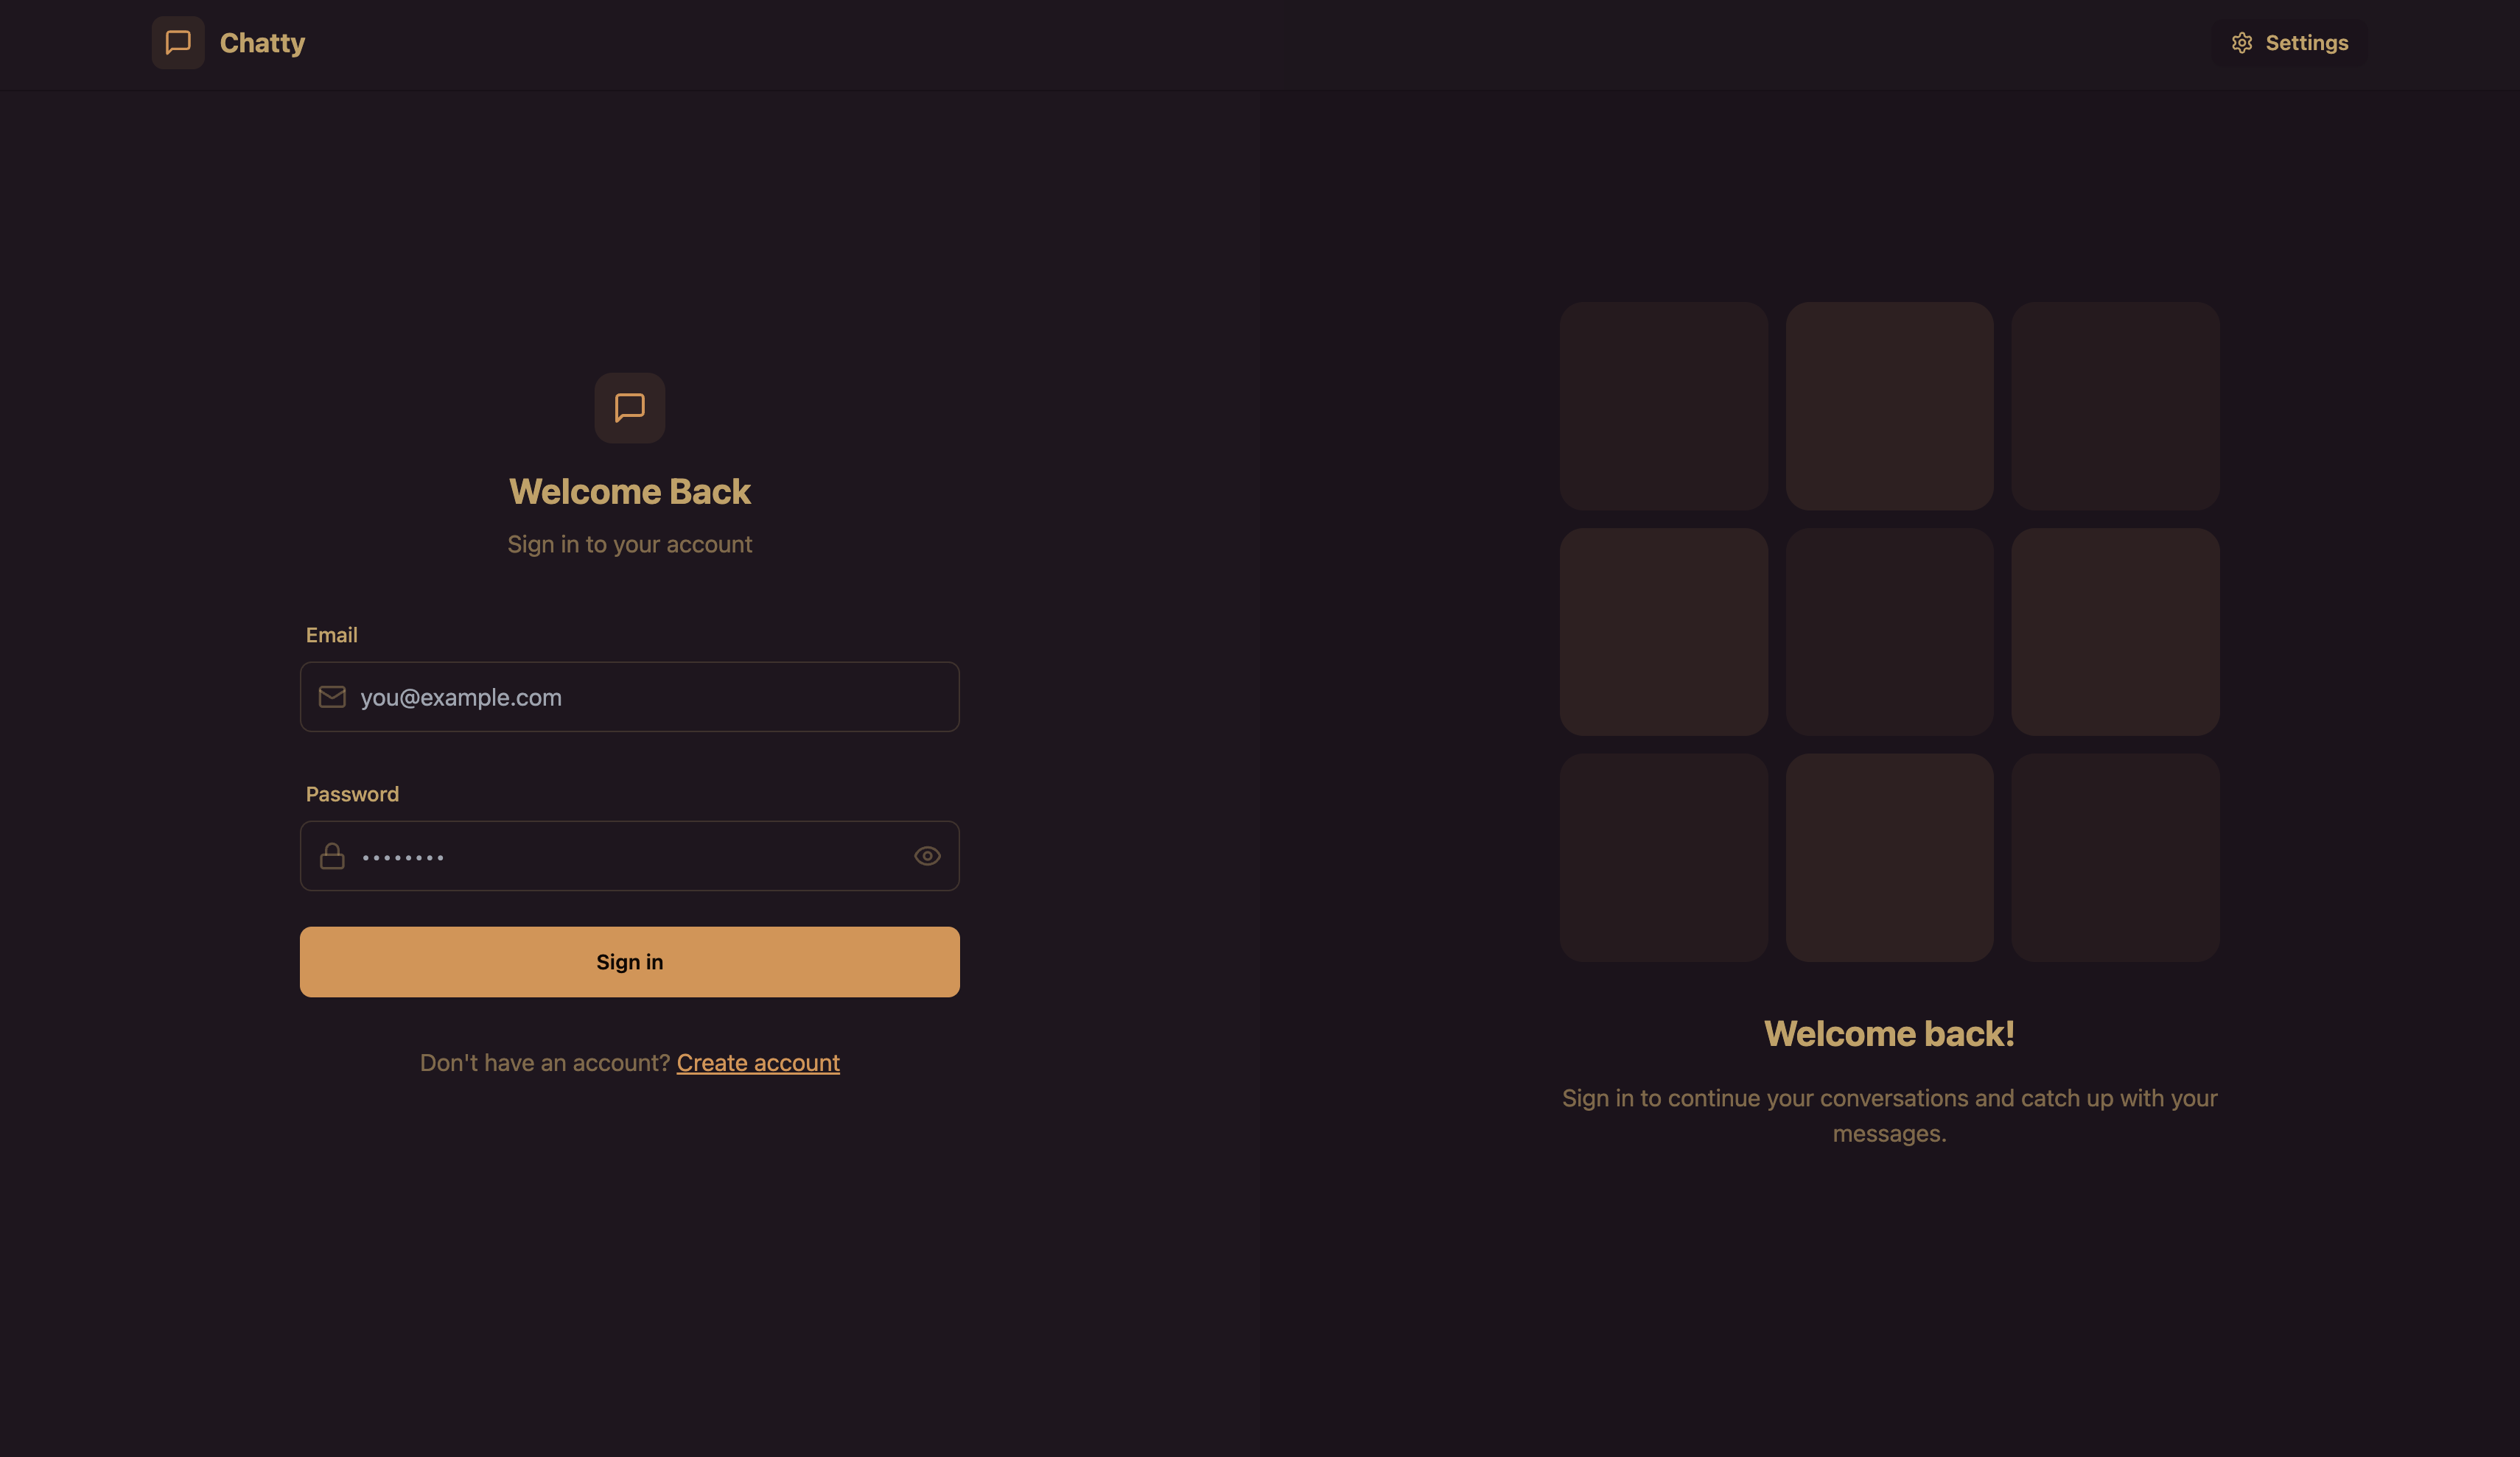 Chatty
Settings
Welcome Back
Sign in to your account
Email
you@example.com
Password
••••••••
Sign in
Don't have an account? Create account
Welcome back!
Sign in to continue your conversations and catch up with your
messages.